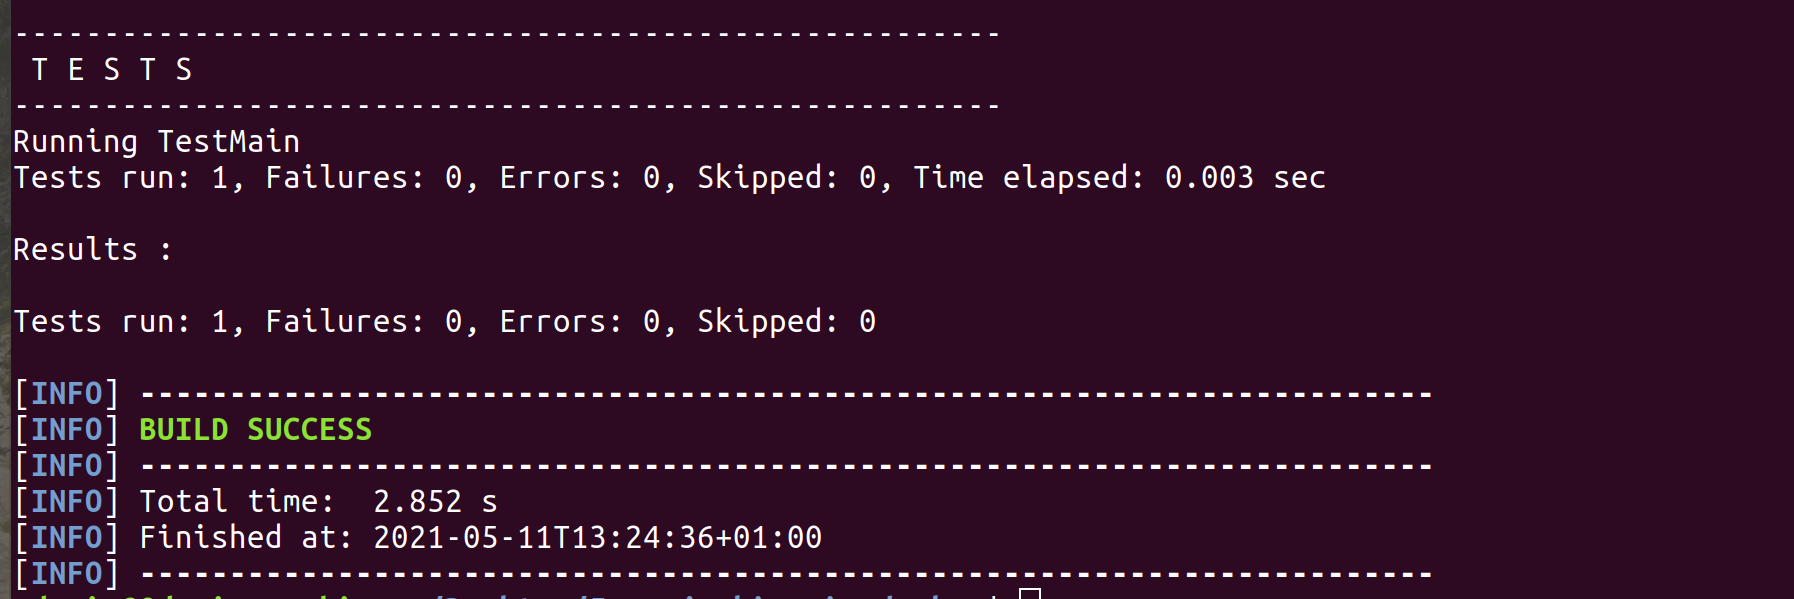 -------------------------------------------------------
T E S T S
-------------------------------------------------------
Running TestMain
Tests run: 1, Failures: 0, Errors: 0, Skipped: 0, Time elapsed: 0.003 sec
Results :
Tests run: 1, Failures: 0, Errors: 0, Skipped: 0
[INFO] ------------------------------------------------------------------------
[INFO] BUILD SUCCESS
[INFO] ------------------------------------------------------------------------
[INFO] Total time:  2.852 s
[INFO] Finished at: 2021-05-11T13:24:36+01:00
[INFO] ------------------------------------------------------------------------